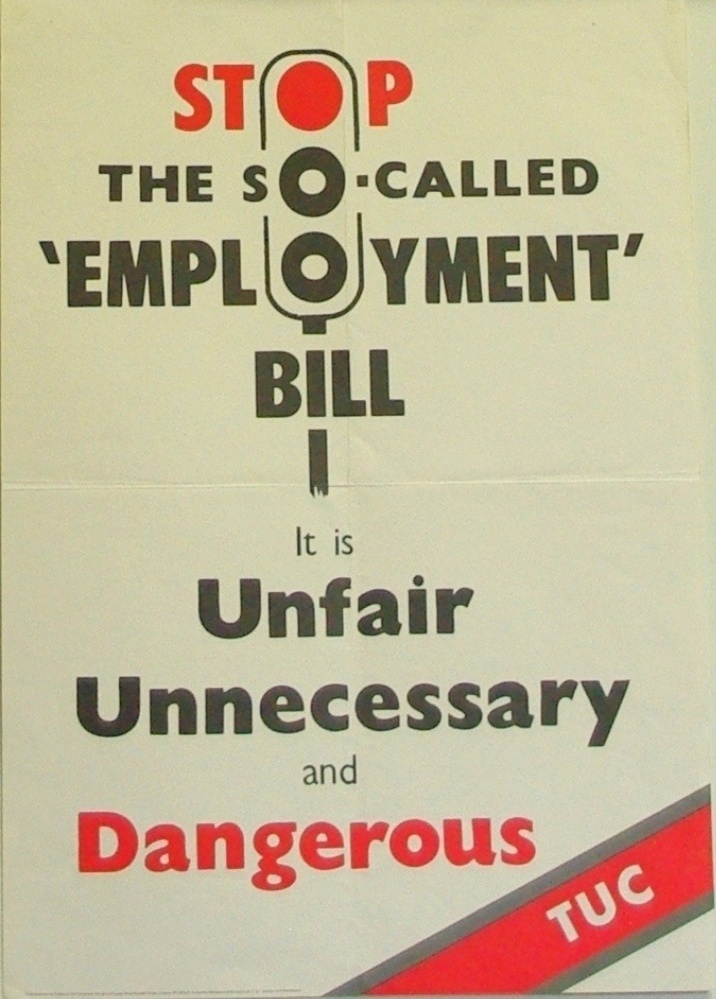 STOP
THE SO-CALLED
'EMPLOYMENT'
BILL
It is
Unfair
Unnecessary
and
Dangerous
TUC